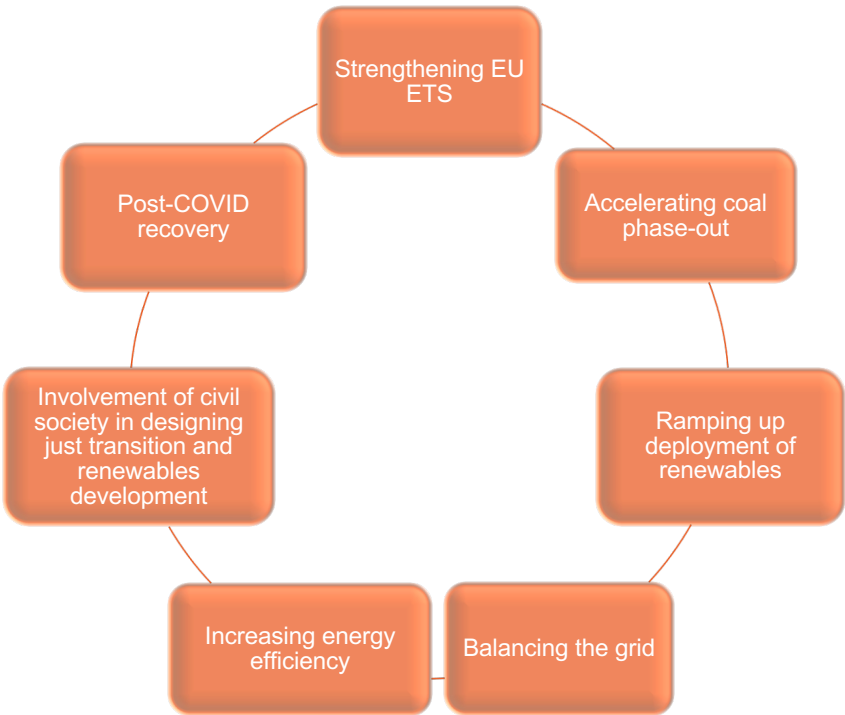 Strengthening EU
ETS
Accelerating coal
phase-out
Ramping up
deployment of
renewables
Balancing the grid
Increasing energy
efficiency
Involvement of civil
society in designing
just transition and
renewables
development
Post-COVID
recovery